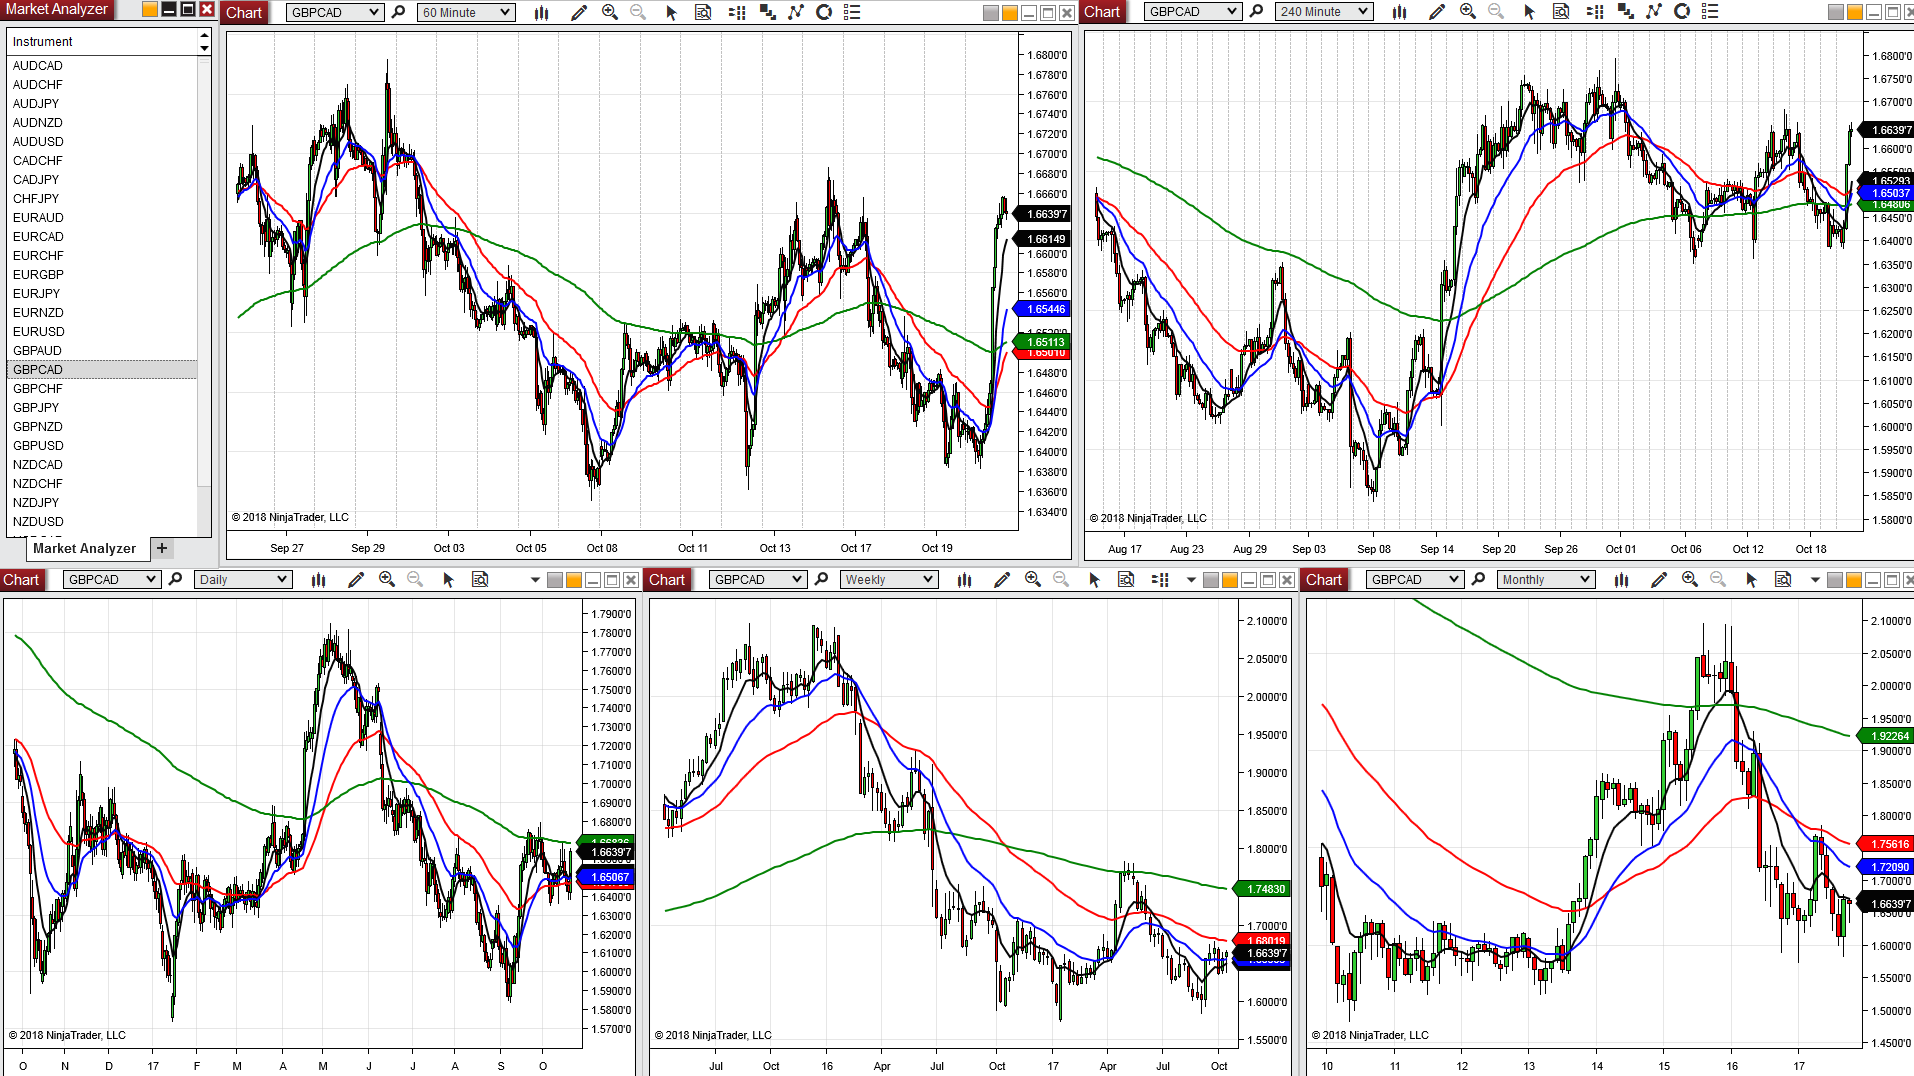 Market Analyzer
Instrument
AUDCAD
AUDCHF
AUDJPY
AUDNZD
AUDUSD
CADCHF
CADJPY
CHFJPY
EURAUD
EURCAD
EURCHF
EURGBP
EURJPY
EURNZD
EURUSD
GBPAUD
GBPCAD
GBPCHF
GBPJPY
GBPNZD
GBPUSD
NZDCAD
NZDCHF
NZDJPY
NZDUSD
Market Analyzer +
Chart GBPCAD 60 Minute
1.6800'0
1.6780'0
1.6760'0
1.6740'0
1.6720'0
1.6700'0
1.6680'0
1.6660'0
1.6639'7
1.66149
1.6600'0
1.6580'0
1.6560'0
1.65446
1.6520'0
1.65113
1.65010
1.6480'0
1.6460'0
1.6440'0
1.6420'0
1.6400'0
1.6380'0
1.6360'0
1.6340'0
© 2018 NinjaTrader, LLC
Sep 27 Sep 29 Oct 03 Oct 05 Oct 08 Oct 11 Oct 13 Oct 17 Oct 19
Chart GBPCAD 240 Minute
1.6800'0
1.6750'0
1.6700'0
1.6639'7
1.6600'0
1.65293
1.65037
1.64806
1.6450'0
1.6400'0
1.6350'0
1.6300'0
1.6250'0
1.6200'0
1.6150'0
1.6100'0
1.6050'0
1.6000'0
1.5950'0
1.5900'0
1.5850'0
1.5800'0
© 2018 NinjaTrader, LLC
Aug 17 Aug 23 Aug 29 Sep 03 Sep 08 Sep 14 Sep 20 Sep 26 Oct 01 Oct 06 Oct 12 Oct 18
Chart GBPCAD Daily
1.7900'0
1.7800'0
1.7700'0
1.7600'0
1.7500'0
1.7400'0
1.7300'0
1.7200'0
1.7100'0
1.7000'0
1.6900'0
1.6800'0
1.6639'7
1.65067
1.6400'0
1.6300'0
1.6200'0
1.6100'0
1.6000'0
1.5900'0
1.5800'0
1.5700'0
© 2018 NinjaTrader, LLC
O N D 17 F M A M J J A S O
Chart GBPCAD Weekly
2.1000'0
2.0500'0
2.0000'0
1.9500'0
1.9000'0
1.8500'0
1.8000'0
1.74830
1.7000'0
1.68019
1.6639'7
1.6000'0
1.5500'0
© 2018 NinjaTrader, LLC
Jul Oct 16 Apr Jul Oct 17 Apr Jul Oct
Chart GBPCAD Monthly
2.1000'0
2.0500'0
2.0000'0
1.9500'0
1.92264
1.9000'0
1.8500'0
1.8000'0
1.75616
1.72090
1.7000'0
1.6639'7
1.6500'0
1.6000'0
1.5500'0
1.5000'0
1.4500'0
© 2018 NinjaTrader, LLC
10 11 12 13 14 15 16 17